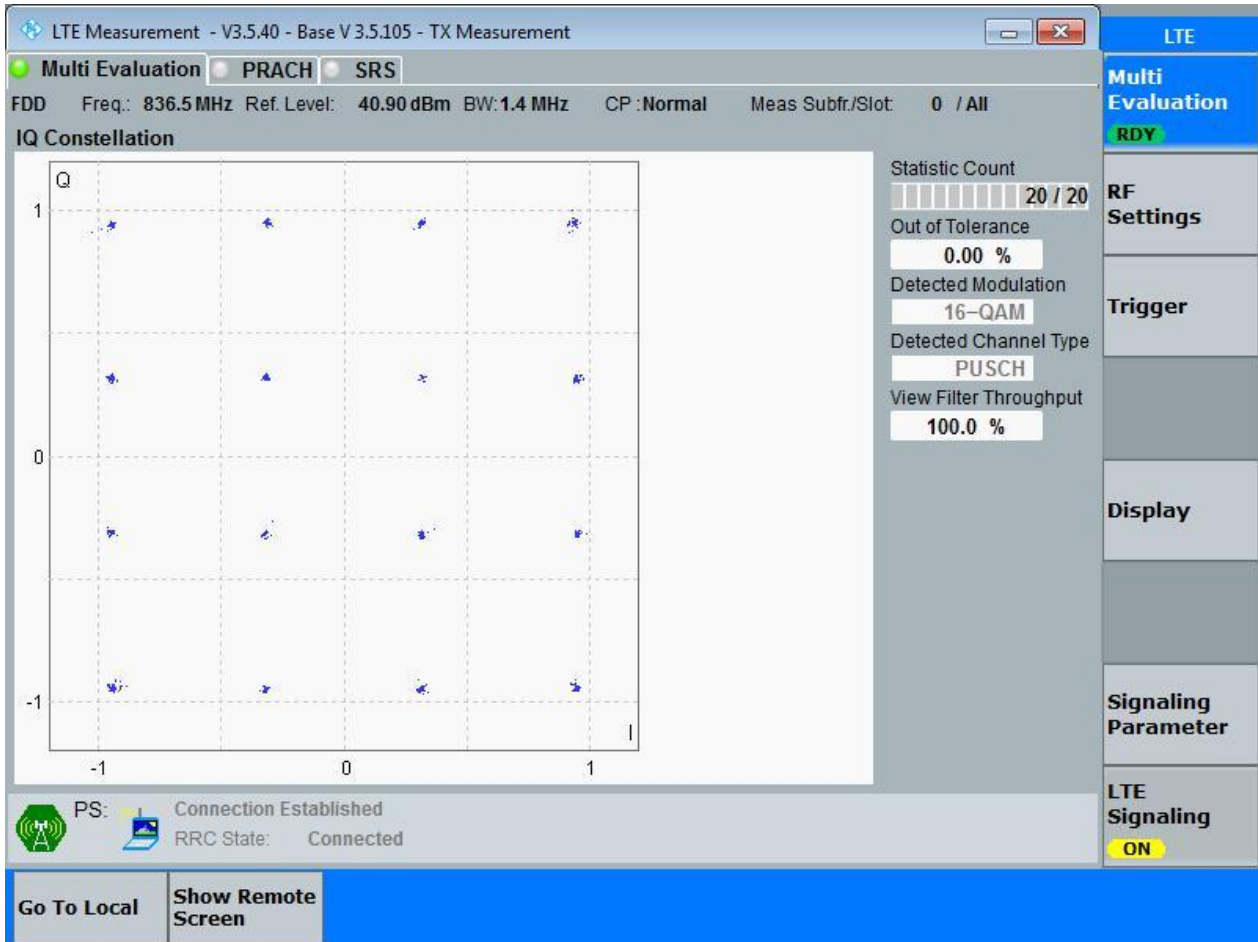 LTE Measurement - V3.5.40 - Base V 3.5.105 - TX Measurement
LTE
Multi Evaluation PRACH SRS
Multi
Evaluation
RDY
FDD Freq.: 836.5 MHz Ref. Level: 40.90 dBm BW: 1.4 MHz CP : Normal Meas Subfr./Slot: 0 / All
IQ Constellation
Q
1
0
-1
I
-1 0 1
Statistic Count
20 / 20
Out of Tolerance
0.00 %
Detected Modulation
16-QAM
Detected Channel Type
PUSCH
View Filter Throughput
100.0 %
RF
Settings
Trigger
Display
Signaling
Parameter
LTE
Signaling
ON
PS: Connection Established
RRC State: Connected
Go To Local
Show Remote
Screen